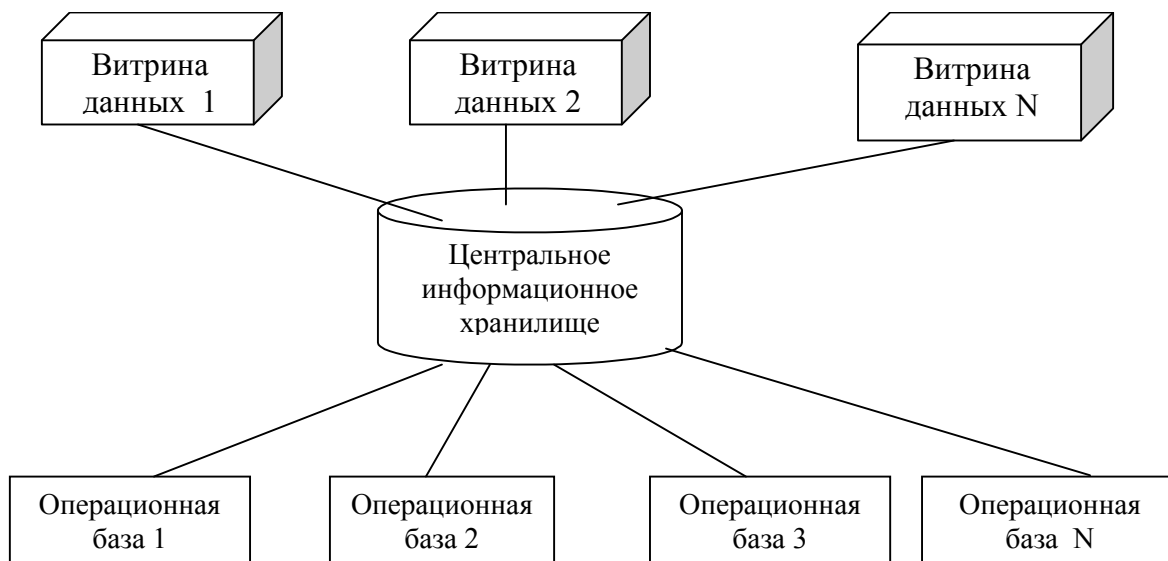 Витрина
данных 1
Витрина
данных 2
Витрина
данных N
Центральное
информационное
хранилище
Операционная
база 1
Операционная
база 2
Операционная
база 3
Операционная
база N